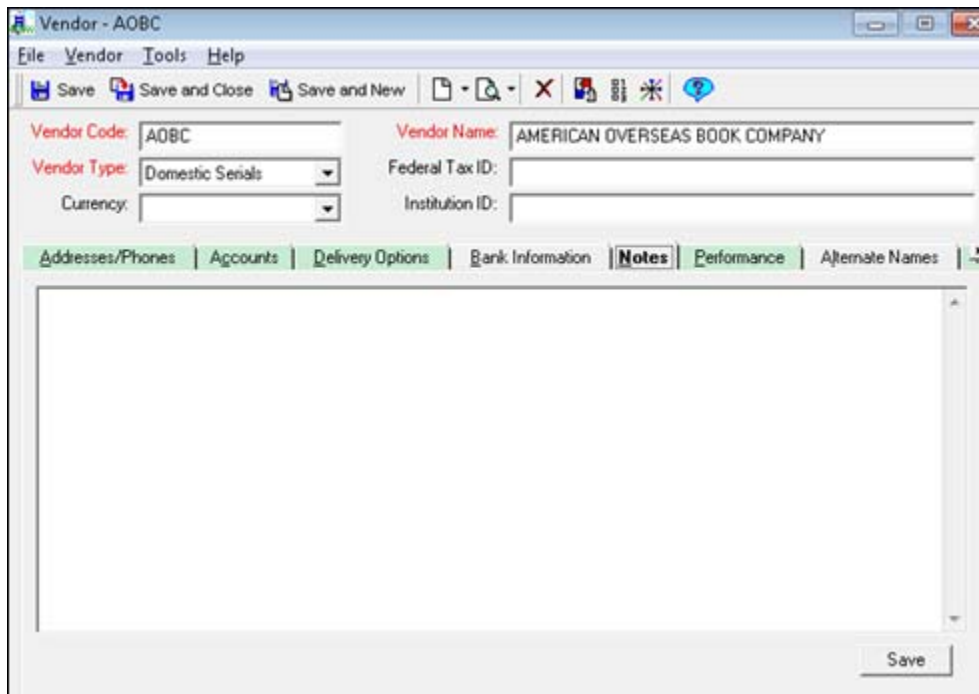 Vendor - AOBC
File Vendor Tools Help
Save Save and Close Save and New
Vendor Code: AOBC Vendor Name: AMERICAN OVERSEAS BOOK COMPANY
Vendor Type: Domestic Serials Federal Tax ID:
Currency: Institution ID:
Addresses/Phones Accounts Delivery Options Bank Information Notes Performance Alternate Names
Save